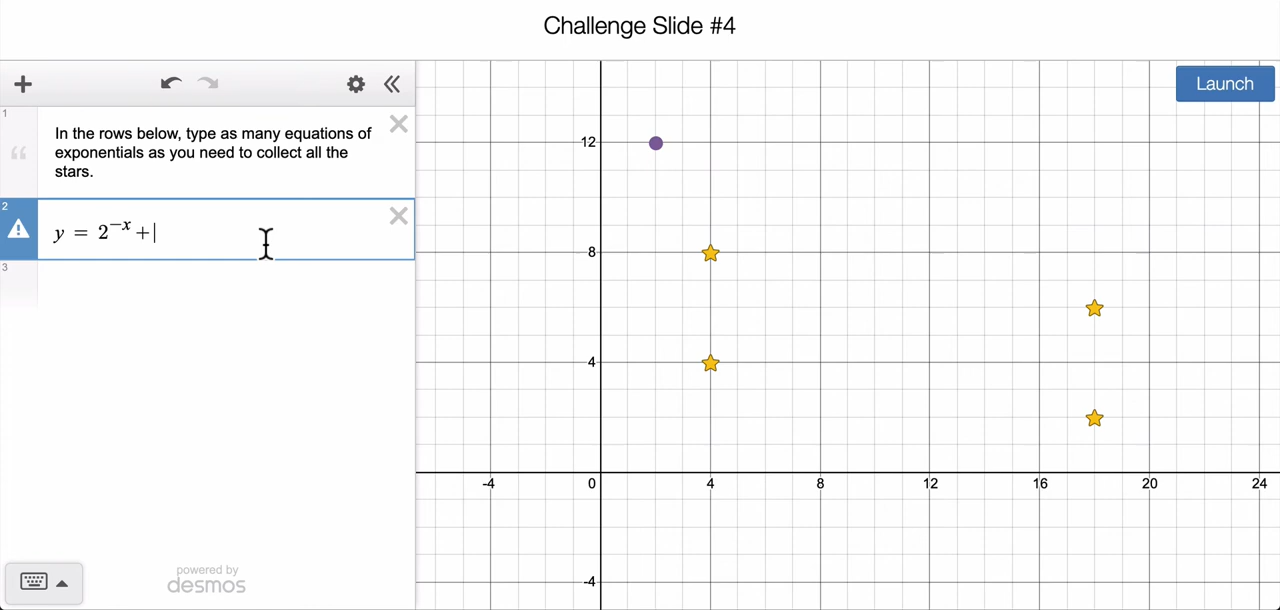 Challenge Slide #4
Launch
1
In the rows below, type as many equations of
exponentials as you need to collect all the
stars.
2
y = 2^{-x} +
3
powered by
desmos
12
8
4
-4
0
4
8
12
16
20
24
-4